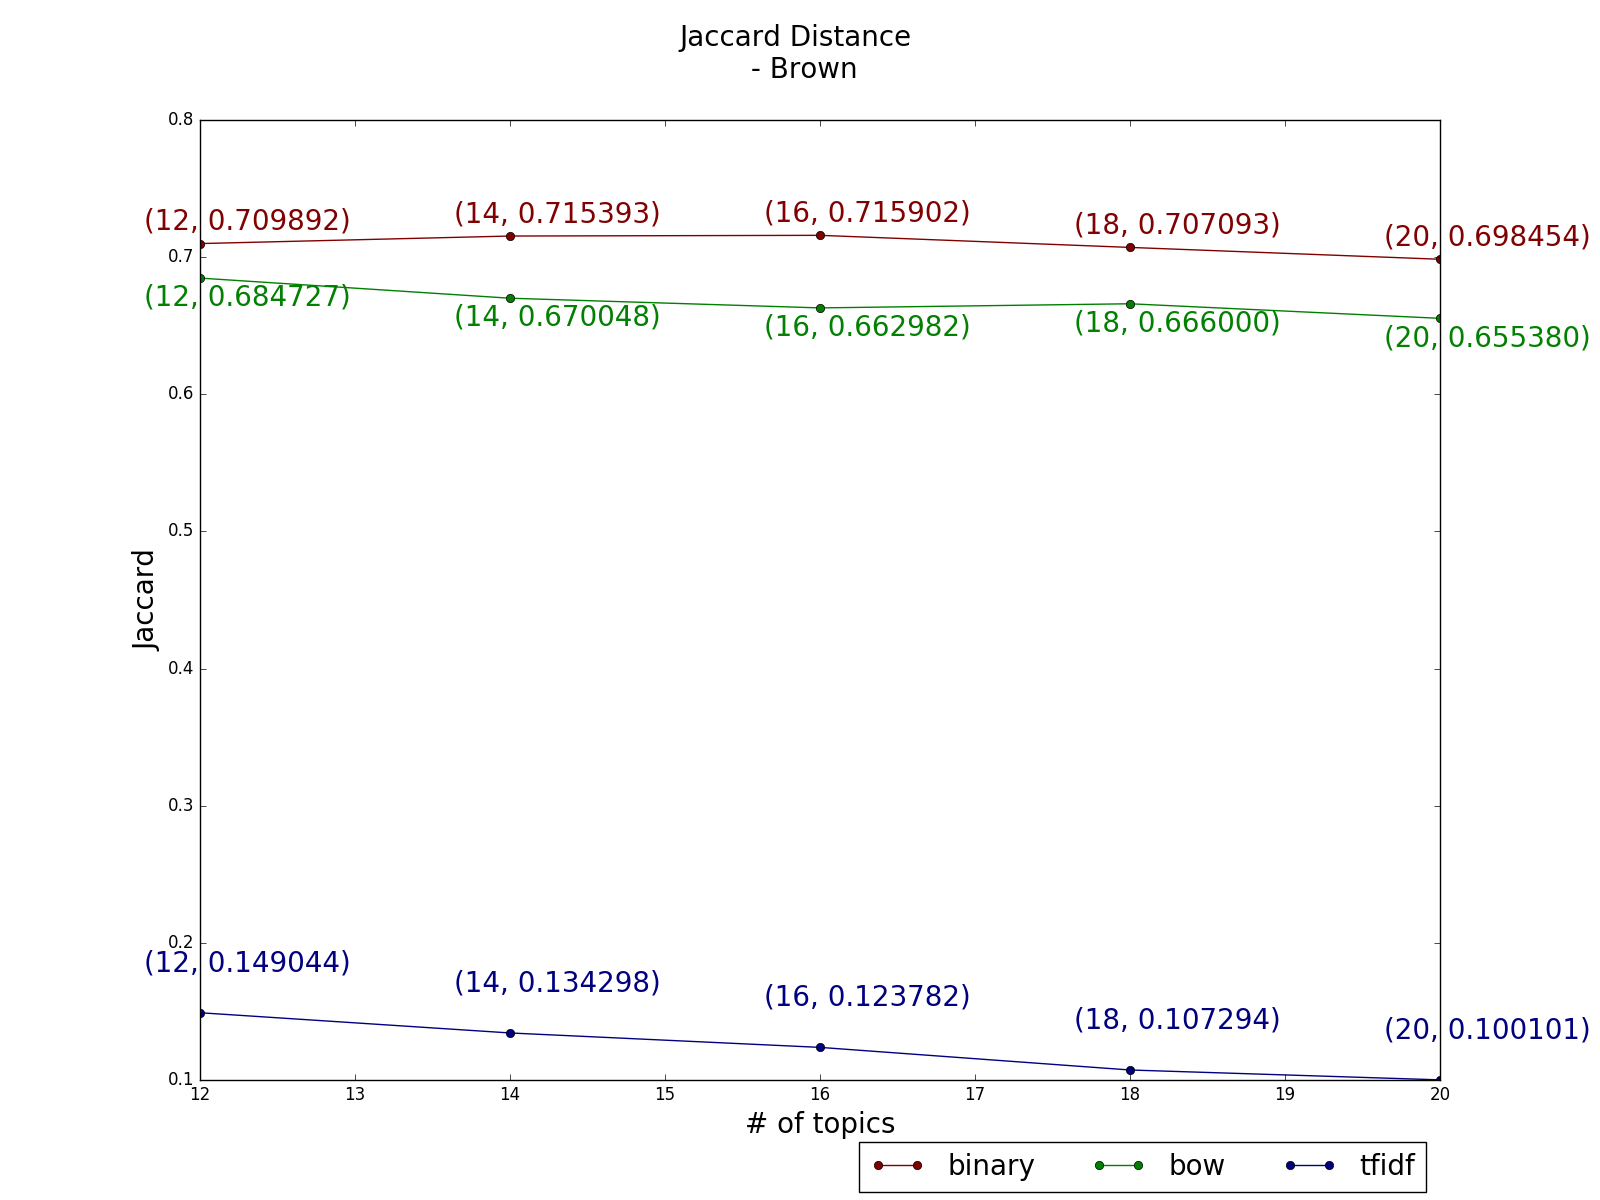 Jaccard Distance
- Brown
0.8
(12, 0.709892) (14, 0.715393) (16, 0.715902) (18, 0.707093) (20, 0.698454)
0.7
(12, 0.684727) (14, 0.670048) (16, 0.662982) (18, 0.666000) (20, 0.655380)
0.6
0.5
Jaccard
0.4
0.3
0.2
(12, 0.149044) (14, 0.134298) (16, 0.123782) (18, 0.107294) (20, 0.100101)
0.1
12 13 14 15 16 17 18 19 20
# of topics
binary bow tfidf